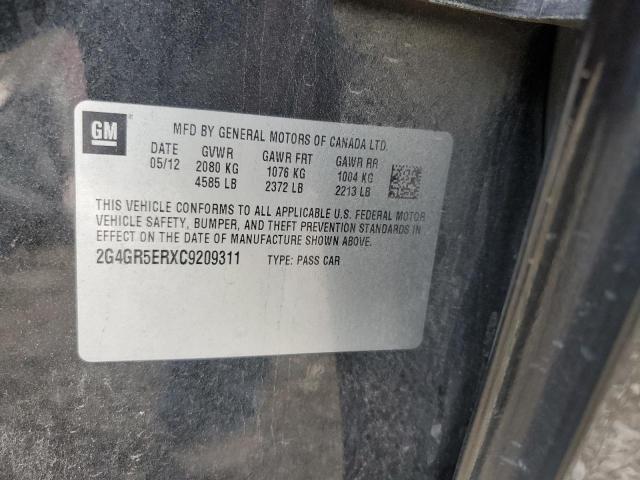 GM
MFD BY GENERAL MOTORS OF CANADA LTD.
DATE GVWR GAWR FRT GAWR RR
05/12 2080 KG 1076 KG 1004 KG
4585 LB 2372 LB 2213 LB
THIS VEHICLE CONFORMS TO ALL APPLICABLE U.S. FEDERAL MOTOR
VEHICLE SAFETY, BUMPER, AND THEFT PREVENTION STANDARDS IN
EFFECT ON THE DATE OF MANUFACTURE SHOWN ABOVE.
2G4GR5ERXC9209311 TYPE: PASS CAR